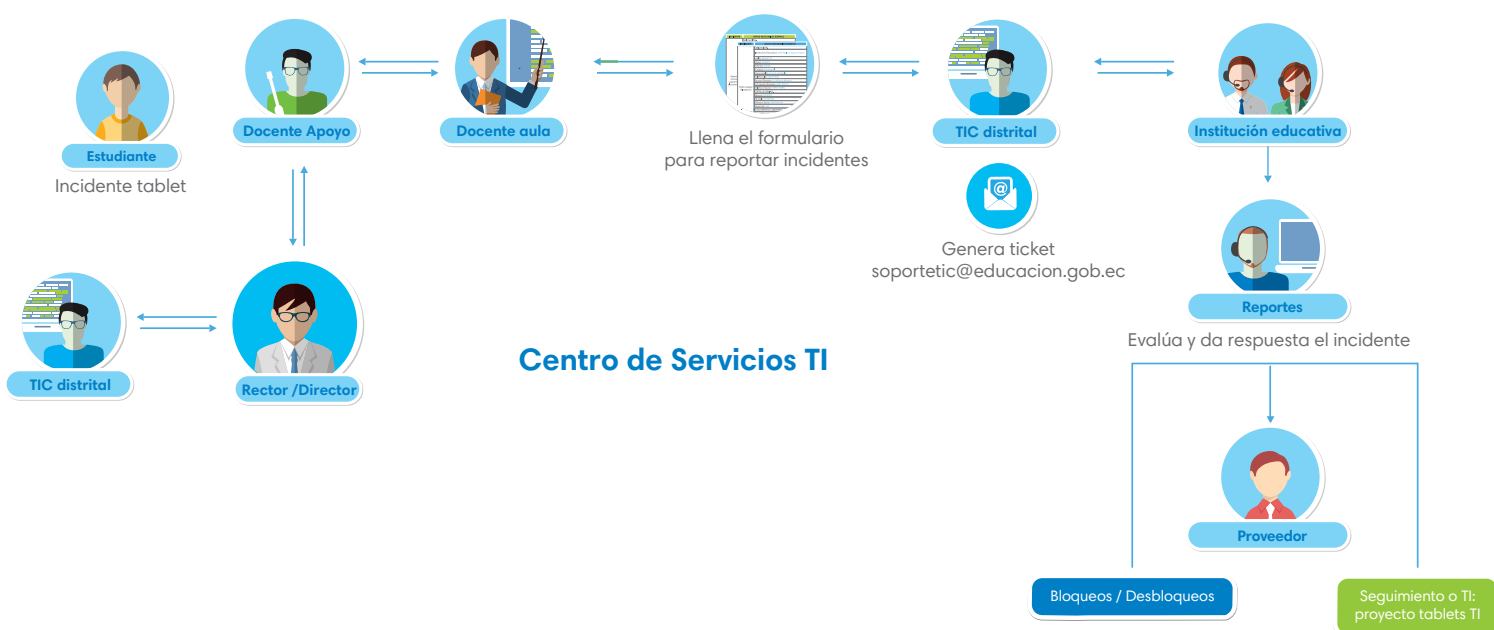 Estudiante
Incidente tablet
Docente Apoyo
Docente aula
Llena el formulario
para reportar incidentes
TIC distrital
Genera ticket
soportetic@educacion.gob.ec
Institución educativa
Reportes
Evalúa y da respuesta el incidente
TIC distrital
Rector /Director
Centro de Servicios TI
Proveedor
Bloqueos / Desbloqueos
Seguimiento o TI:
proyecto tablets TI